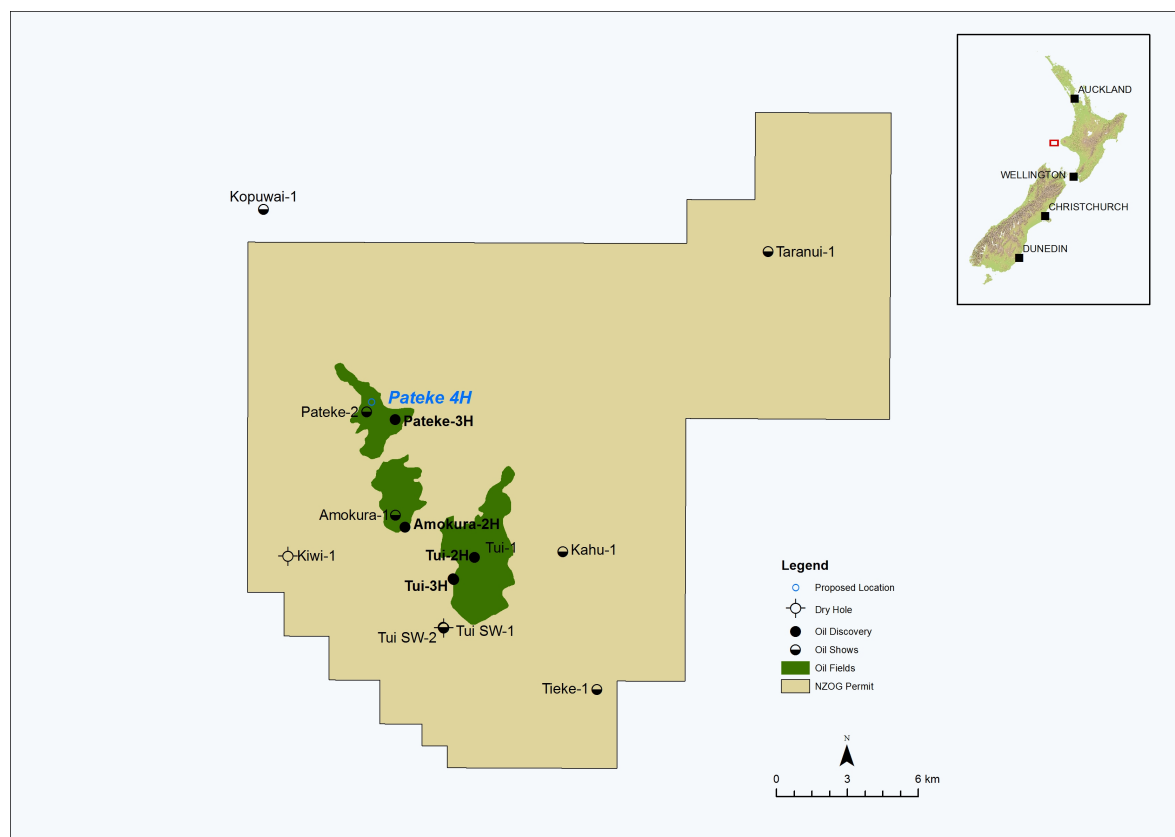 AUCKLAND
WELLINGTON
CHRISTCHURCH
DUNEDIN
Kopuwai-1
Taranui-1
Pateke 4H
Pateke-2
Pateke-3H
Amokura-1
Amokura-2H
Tui-1
Tui-2H
Kahu-1
Kiwi-1
Tui-3H
Tui SW-2
Tui SW-1
Tieke-1
Legend
Proposed Location
Dry Hole
Oil Discovery
Oil Shows
Oil Fields
NZOG Permit
N
0 3 6 km